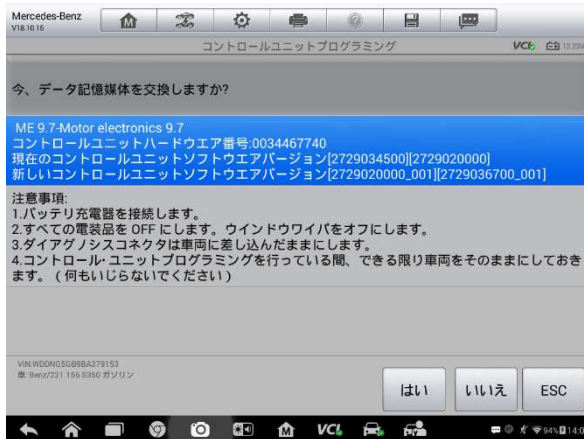 Mercedes-Benz
V18.10.15
コントロールユニットプログラミング
VCI 12.23V
今、データ記憶媒体を交換しますか?
ME 9.7-Motor electronics 9.7
コントロールユニットハードウエア番号:0034467740
現在のコントロールユニットソフトウエアバージョン[2729034500][2729020000]
新しいコントロールユニットソフトウエアバージョン[2729020000_001][2729036700_001]
注意事項:
1.バッテリ充電器を接続します。
2.すべての電装品を OFF にします。ウインドウワイパをオフにします。
3.ダイアグノシスコネクタは車両に差し込んだままにします。
4.コントロール·ユニットプログラミングを行っている間、できる限り車両をそのままにしておき
ます。(何もいじらないでください)
VIN:WDDNG5GB9BA379153
車: Benz/221.156 S350 ガソリン
はい いいえ ESC
VCI 94% 14:0